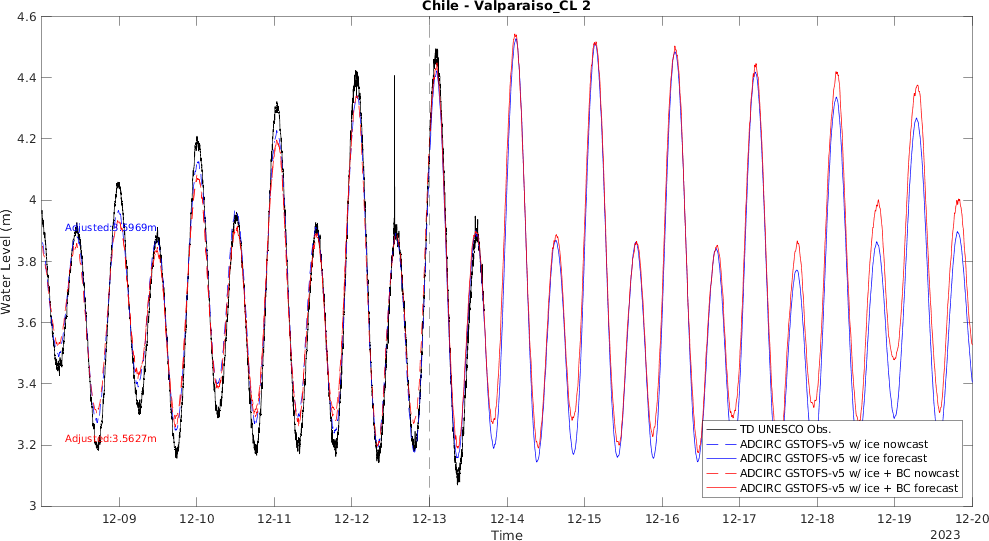 Chile - Valparaiso_CL 2
4.6
4.4
4.2
4
3.8
3.6
3.4
3.2
3
Water Level (m)
Adjusted:3.5969m
Adjusted:3.5627m
TD UNESCO Obs.
ADCIRC GSTOFS-v5 w/ ice nowcast
ADCIRC GSTOFS-v5 w/ ice forecast
ADCIRC GSTOFS-v5 w/ ice + BC nowcast
ADCIRC GSTOFS-v5 w/ ice + BC forecast
12-09 12-10 12-11 12-12 12-13 12-14 12-15 12-16 12-17 12-18 12-19 12-20
Time
2023